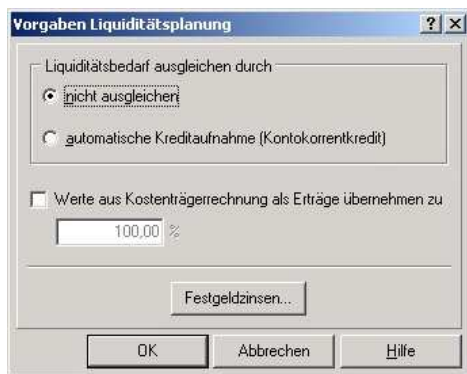 Vorgaben Liquiditätsplanung
Liquiditätsbedarf ausgleichen durch
nicht ausgleichen
automatische Kreditaufnahme (Kontokorrentkredit)
Werte aus Kostenträgerrechnung als Erträge übernehmen zu
100,00 %
Festgeldzinsen...
OK Abbrechen Hilfe